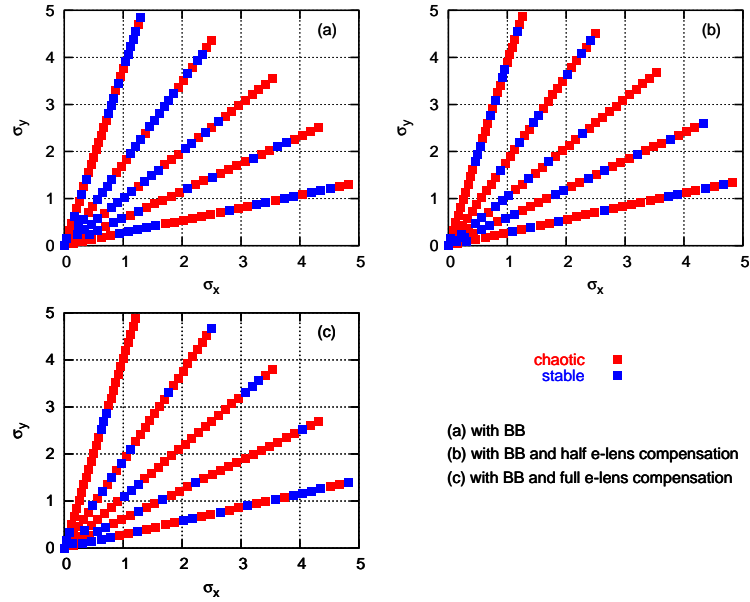 5
4
3
2
1
0
σy
(a)
0 1 2 3 4 5
σx
5
4
3
2
1
0
σy
(b)
0 1 2 3 4 5
σx
5
4
3
2
1
0
σy
(c)
0 1 2 3 4 5
σx
chaotic
stable
(a) with BB
(b) with BB and half e-lens compensation
(c) with BB and full e-lens compensation